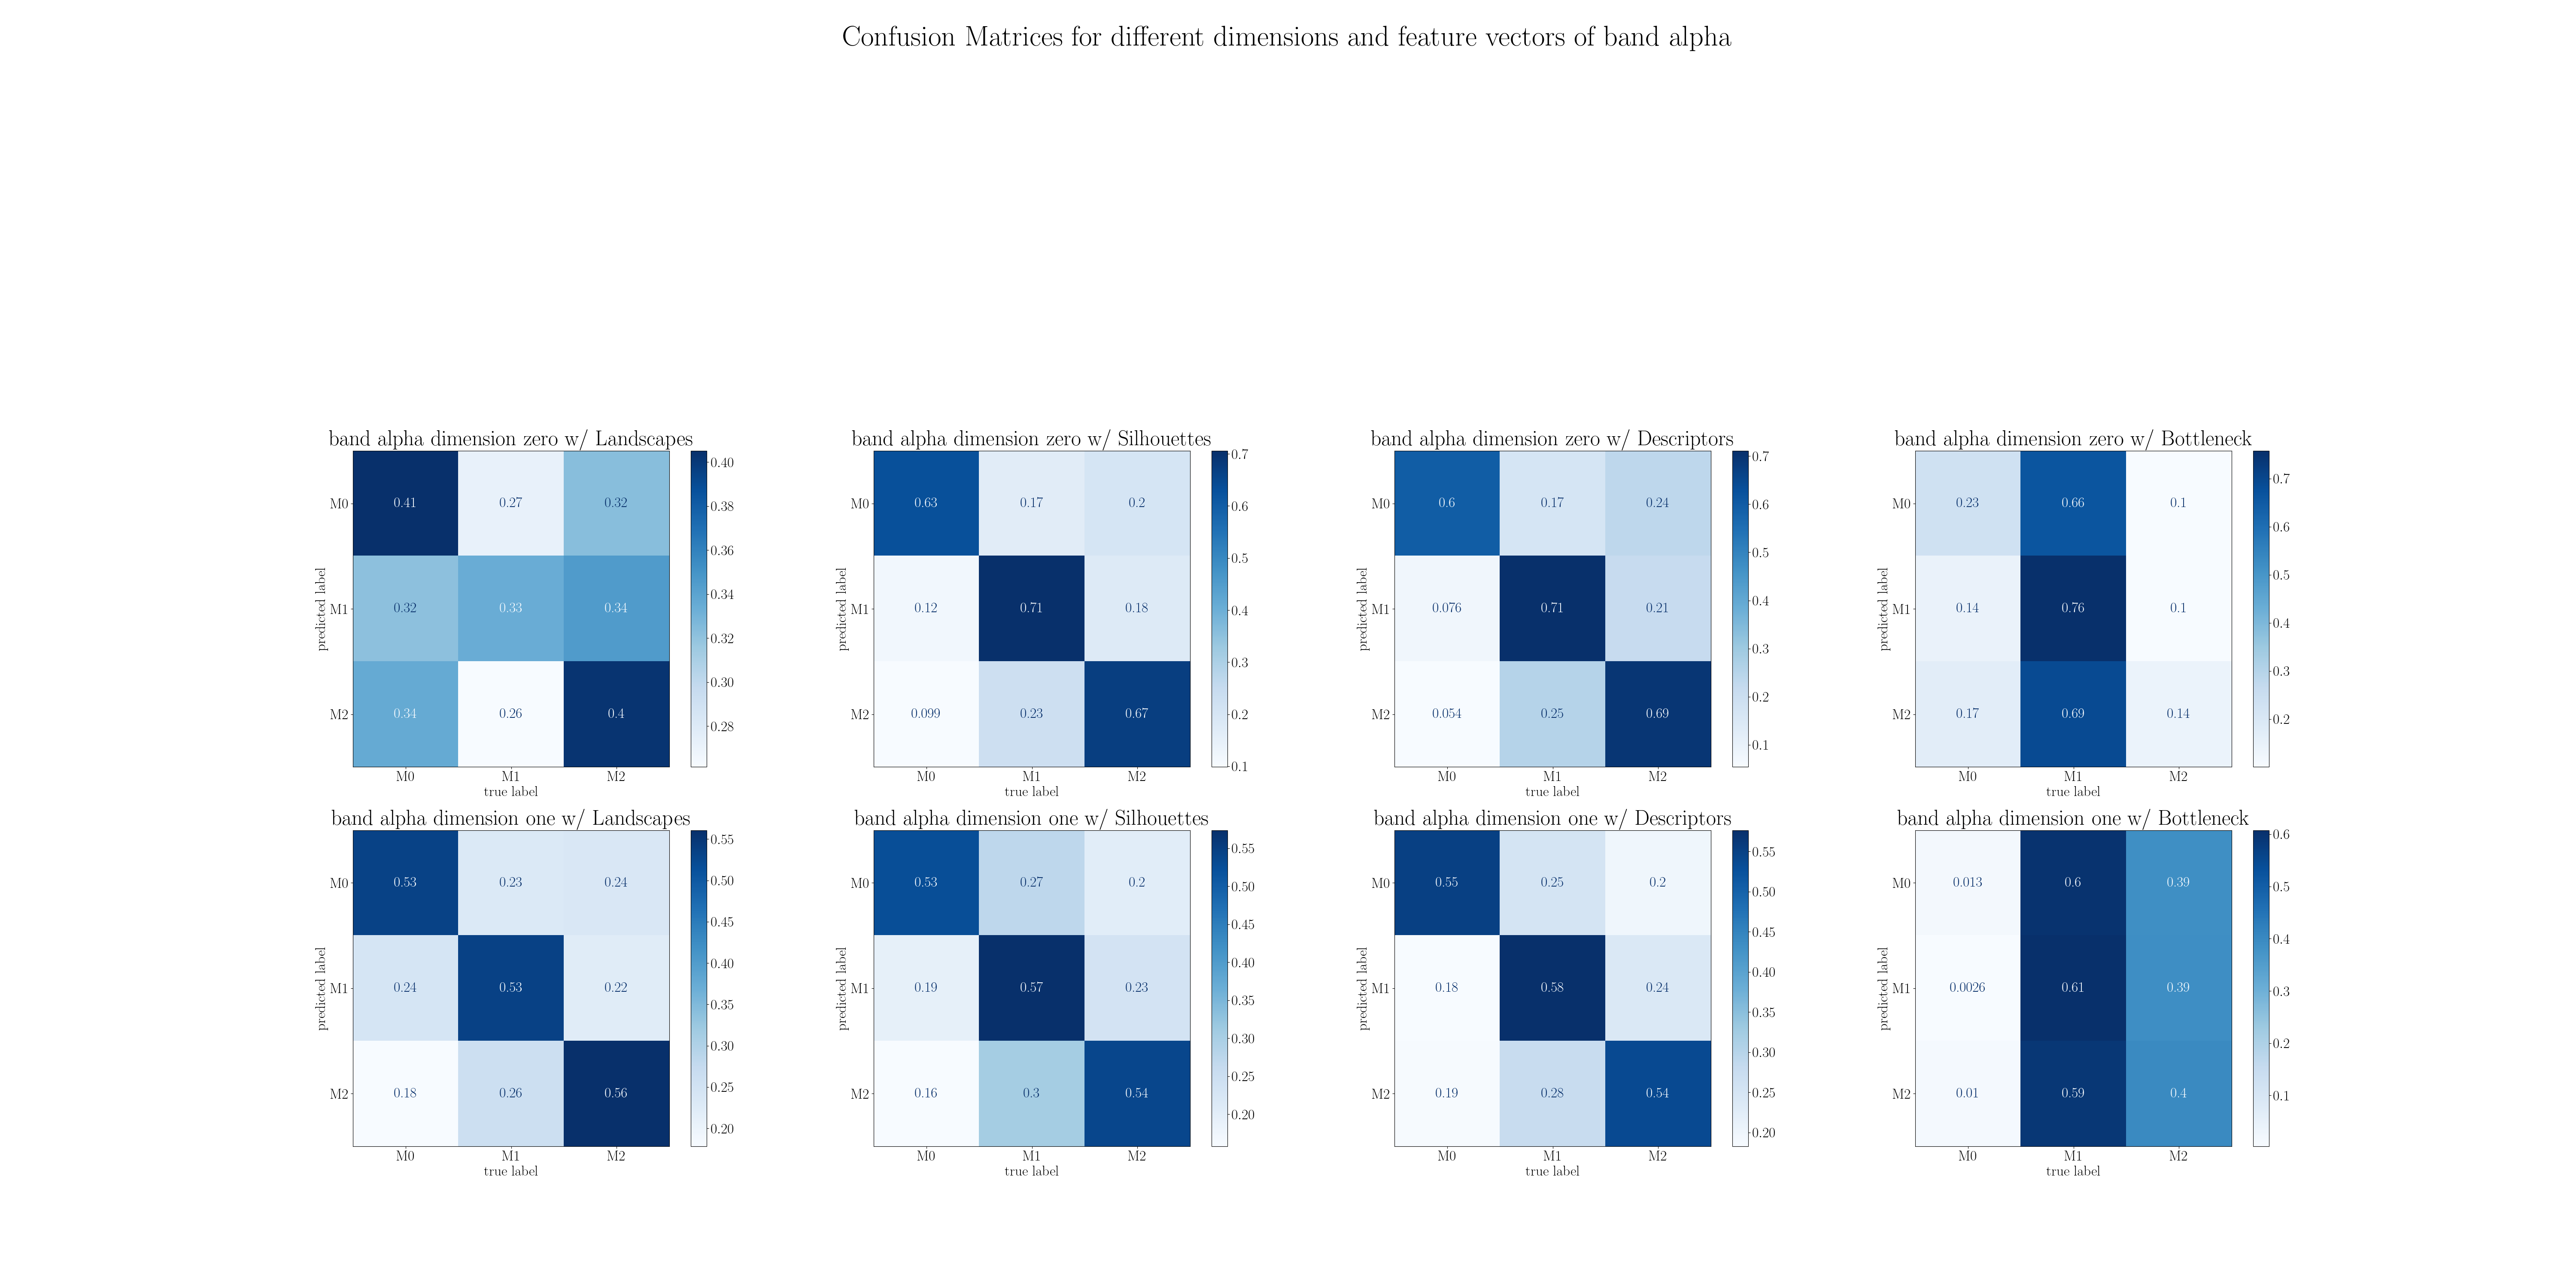 Confusion Matrices for different dimensions and feature vectors of band alpha
band alpha dimension zero w/ Landscapes
predicted label
M0 0.41 0.27 0.32
M1 0.32 0.33 0.34
M2 0.34 0.26 0.4
M0 M1 M2
true label
0.40
0.38
0.36
0.34
0.32
0.30
0.28
band alpha dimension zero w/ Silhouettes
predicted label
M0 0.63 0.17 0.2
M1 0.12 0.71 0.18
M2 0.099 0.23 0.67
M0 M1 M2
true label
0.7
0.6
0.5
0.4
0.3
0.2
0.1
band alpha dimension zero w/ Descriptors
predicted label
M0 0.6 0.17 0.24
M1 0.076 0.71 0.21
M2 0.054 0.25 0.69
M0 M1 M2
true label
0.7
0.6
0.5
0.4
0.3
0.2
0.1
band alpha dimension zero w/ Bottleneck
predicted label
M0 0.23 0.66 0.1
M1 0.14 0.76 0.1
M2 0.17 0.69 0.14
M0 M1 M2
true label
0.7
0.6
0.5
0.4
0.3
0.2
band alpha dimension one w/ Landscapes
predicted label
M0 0.53 0.23 0.24
M1 0.24 0.53 0.22
M2 0.18 0.26 0.56
M0 M1 M2
true label
0.55
0.50
0.45
0.40
0.35
0.30
0.25
0.20
band alpha dimension one w/ Silhouettes
predicted label
M0 0.53 0.27 0.2
M1 0.19 0.57 0.23
M2 0.16 0.3 0.54
M0 M1 M2
true label
0.55
0.50
0.45
0.40
0.35
0.30
0.25
0.20
band alpha dimension one w/ Descriptors
predicted label
M0 0.55 0.25 0.2
M1 0.18 0.58 0.24
M2 0.19 0.28 0.54
M0 M1 M2
true label
0.55
0.50
0.45
0.40
0.35
0.30
0.25
0.20
band alpha dimension one w/ Bottleneck
predicted label
M0 0.013 0.6 0.39
M1 0.0026 0.61 0.39
M2 0.01 0.59 0.4
M0 M1 M2
true label
0.6
0.5
0.4
0.3
0.2
0.1